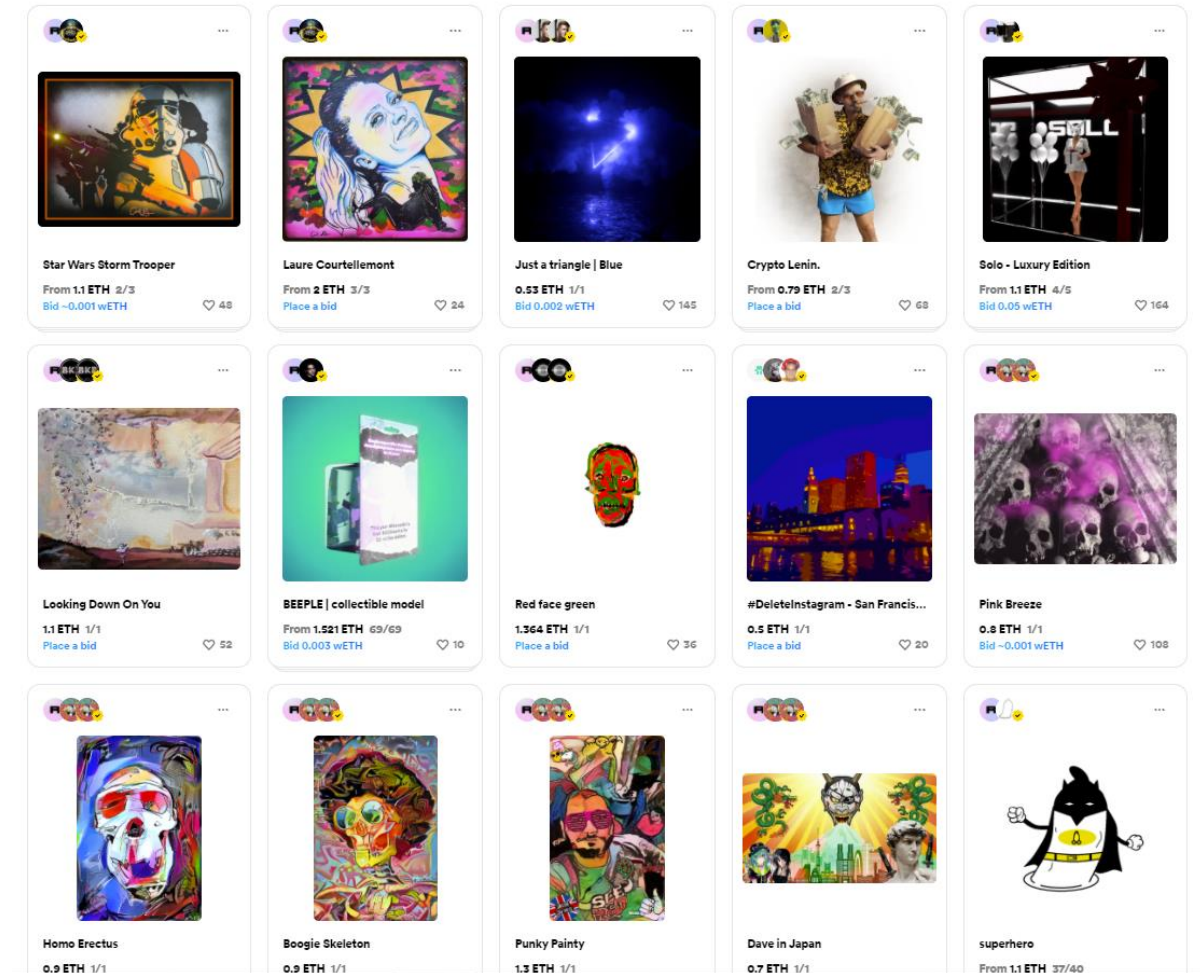 SOLL
Star Wars Storm Trooper
From 1.1 ETH 2/3
Bid ~0.001 wETH
48
Laure Courtellemont
From 2 ETH 3/3
Place a bid
24
Just a triangle | Blue
0.53 ETH 1/1
Bid 0.002 wETH
145
Crypto Lenin.
From 0.79 ETH 2/3
Place a bid
68
Solo - Luxury Edition
From 1.1 ETH 4/5
Bid 0.05 wETH
164
Looking Down On You
1.1 ETH 1/1
Place a bid
52
BEEPLE | collectible model
From 1.521 ETH 69/69
Bid 0.003 wETH
10
Red face green
1.364 ETH 1/1
Place a bid
36
#DeleteInstagram - San Francis...
0.5 ETH 1/1
Place a bid
20
Pink Breeze
0.8 ETH 1/1
Bid ~0.001 wETH
108
Homo Erectus
0.9 ETH 1/1
Boogie Skeleton
0.9 ETH 1/1
Punky Painty
1.3 ETH 1/1
Dave in Japan
0.7 ETH 1/1
superhero
From 1.1 ETH 37/40